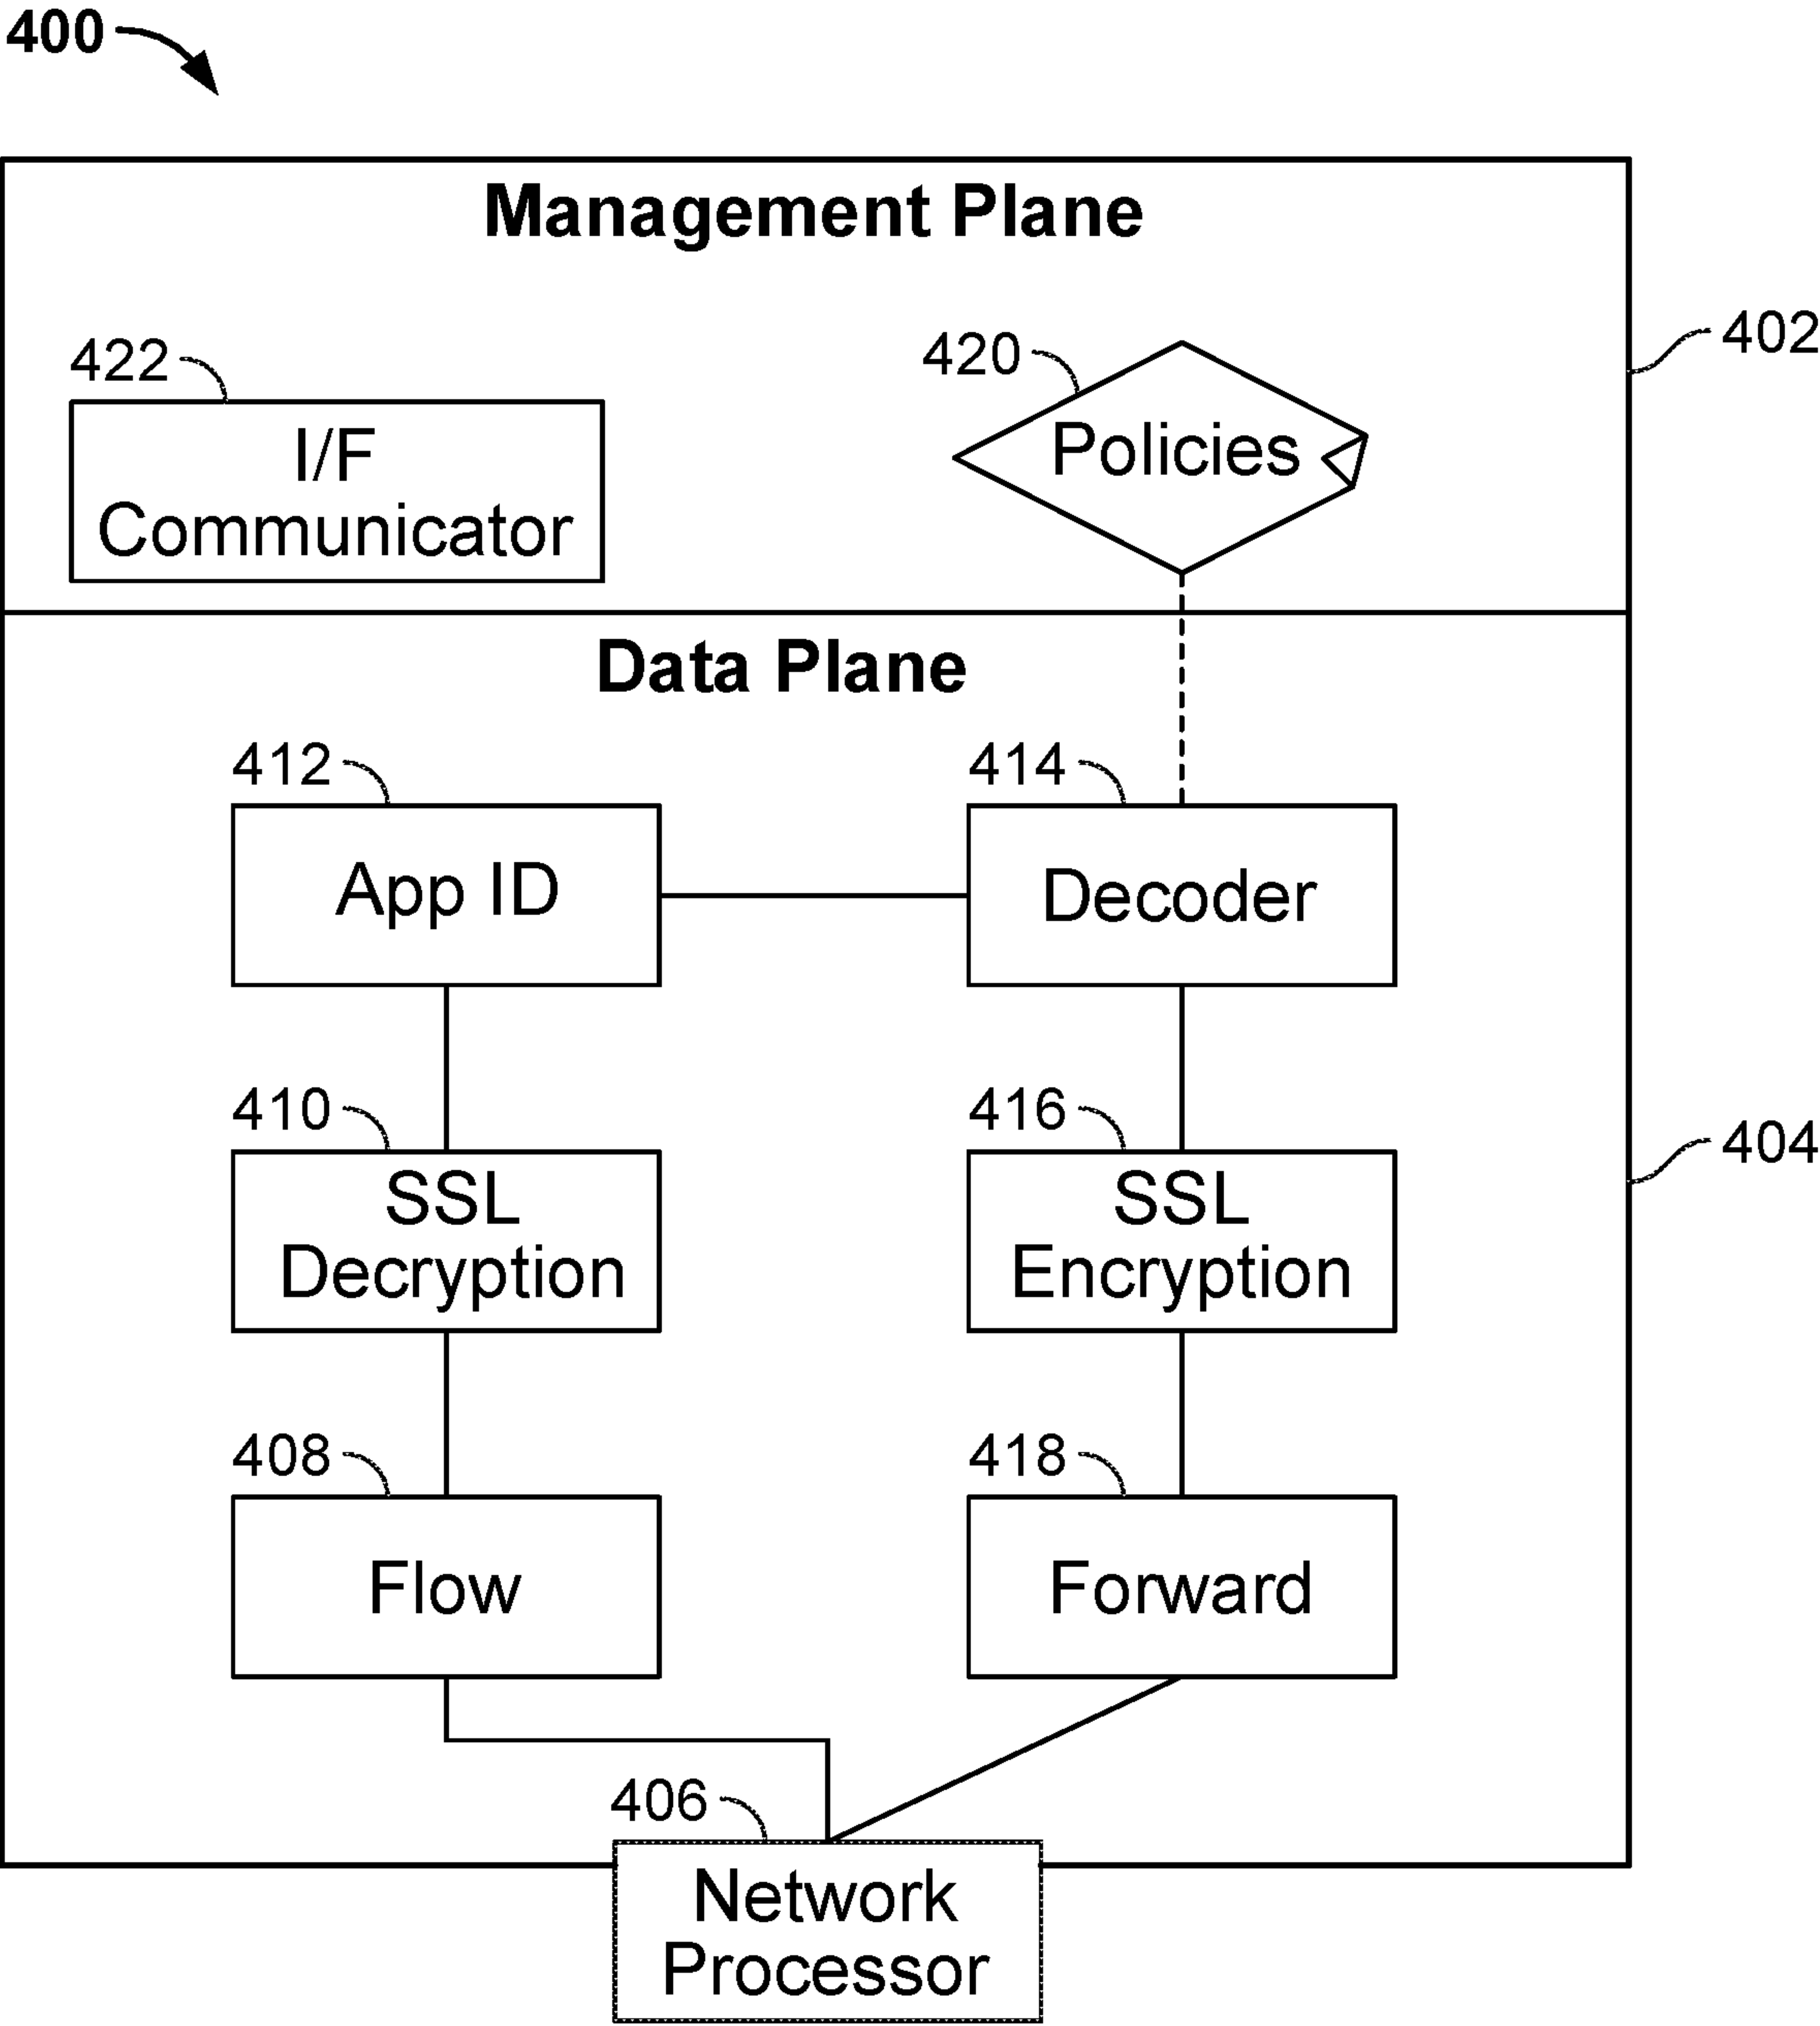 400
Management Plane
402
422
420
I/F
Communicator
Policies
Data Plane
412
414
App ID
Decoder
410
416
404
SSL
Decryption
SSL
Encryption
408
418
Flow
Forward
406
Network
Processor